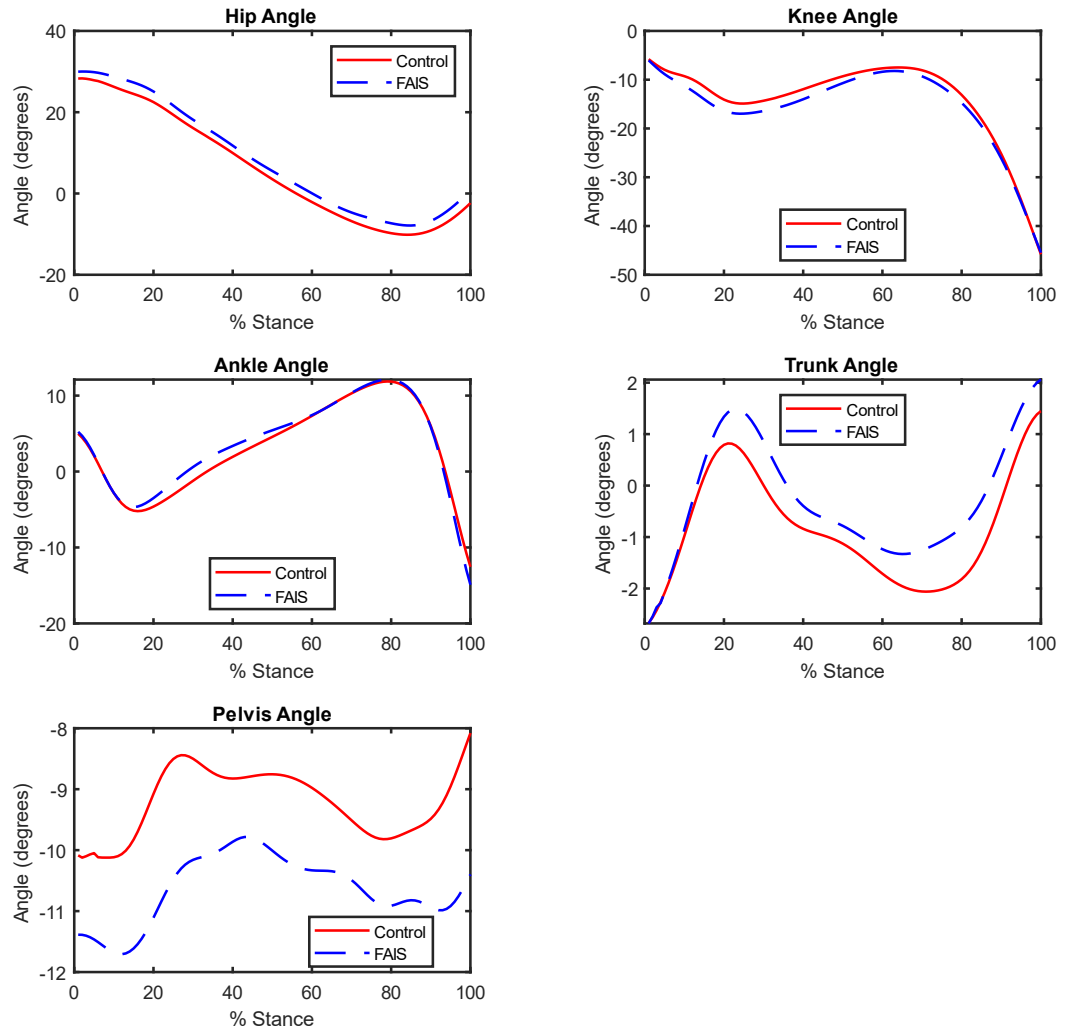 Hip Angle
40
20
0
-20
Angle (degrees)
0 20 40 60 80 100
% Stance
Control
FAIS
Knee Angle
0
-10
-20
-30
-40
-50
Angle (degrees)
0 20 40 60 80 100
% Stance
Control
FAIS
Ankle Angle
10
0
-10
-20
Angle (degrees)
0 20 40 60 80 100
% Stance
Control
FAIS
Trunk Angle
2
1
0
-1
-2
Angle (degrees)
0 20 40 60 80 100
% Stance
Control
FAIS
Pelvis Angle
-8
-9
-10
-11
-12
Angle (degrees)
0 20 40 60 80 100
% Stance
Control
FAIS